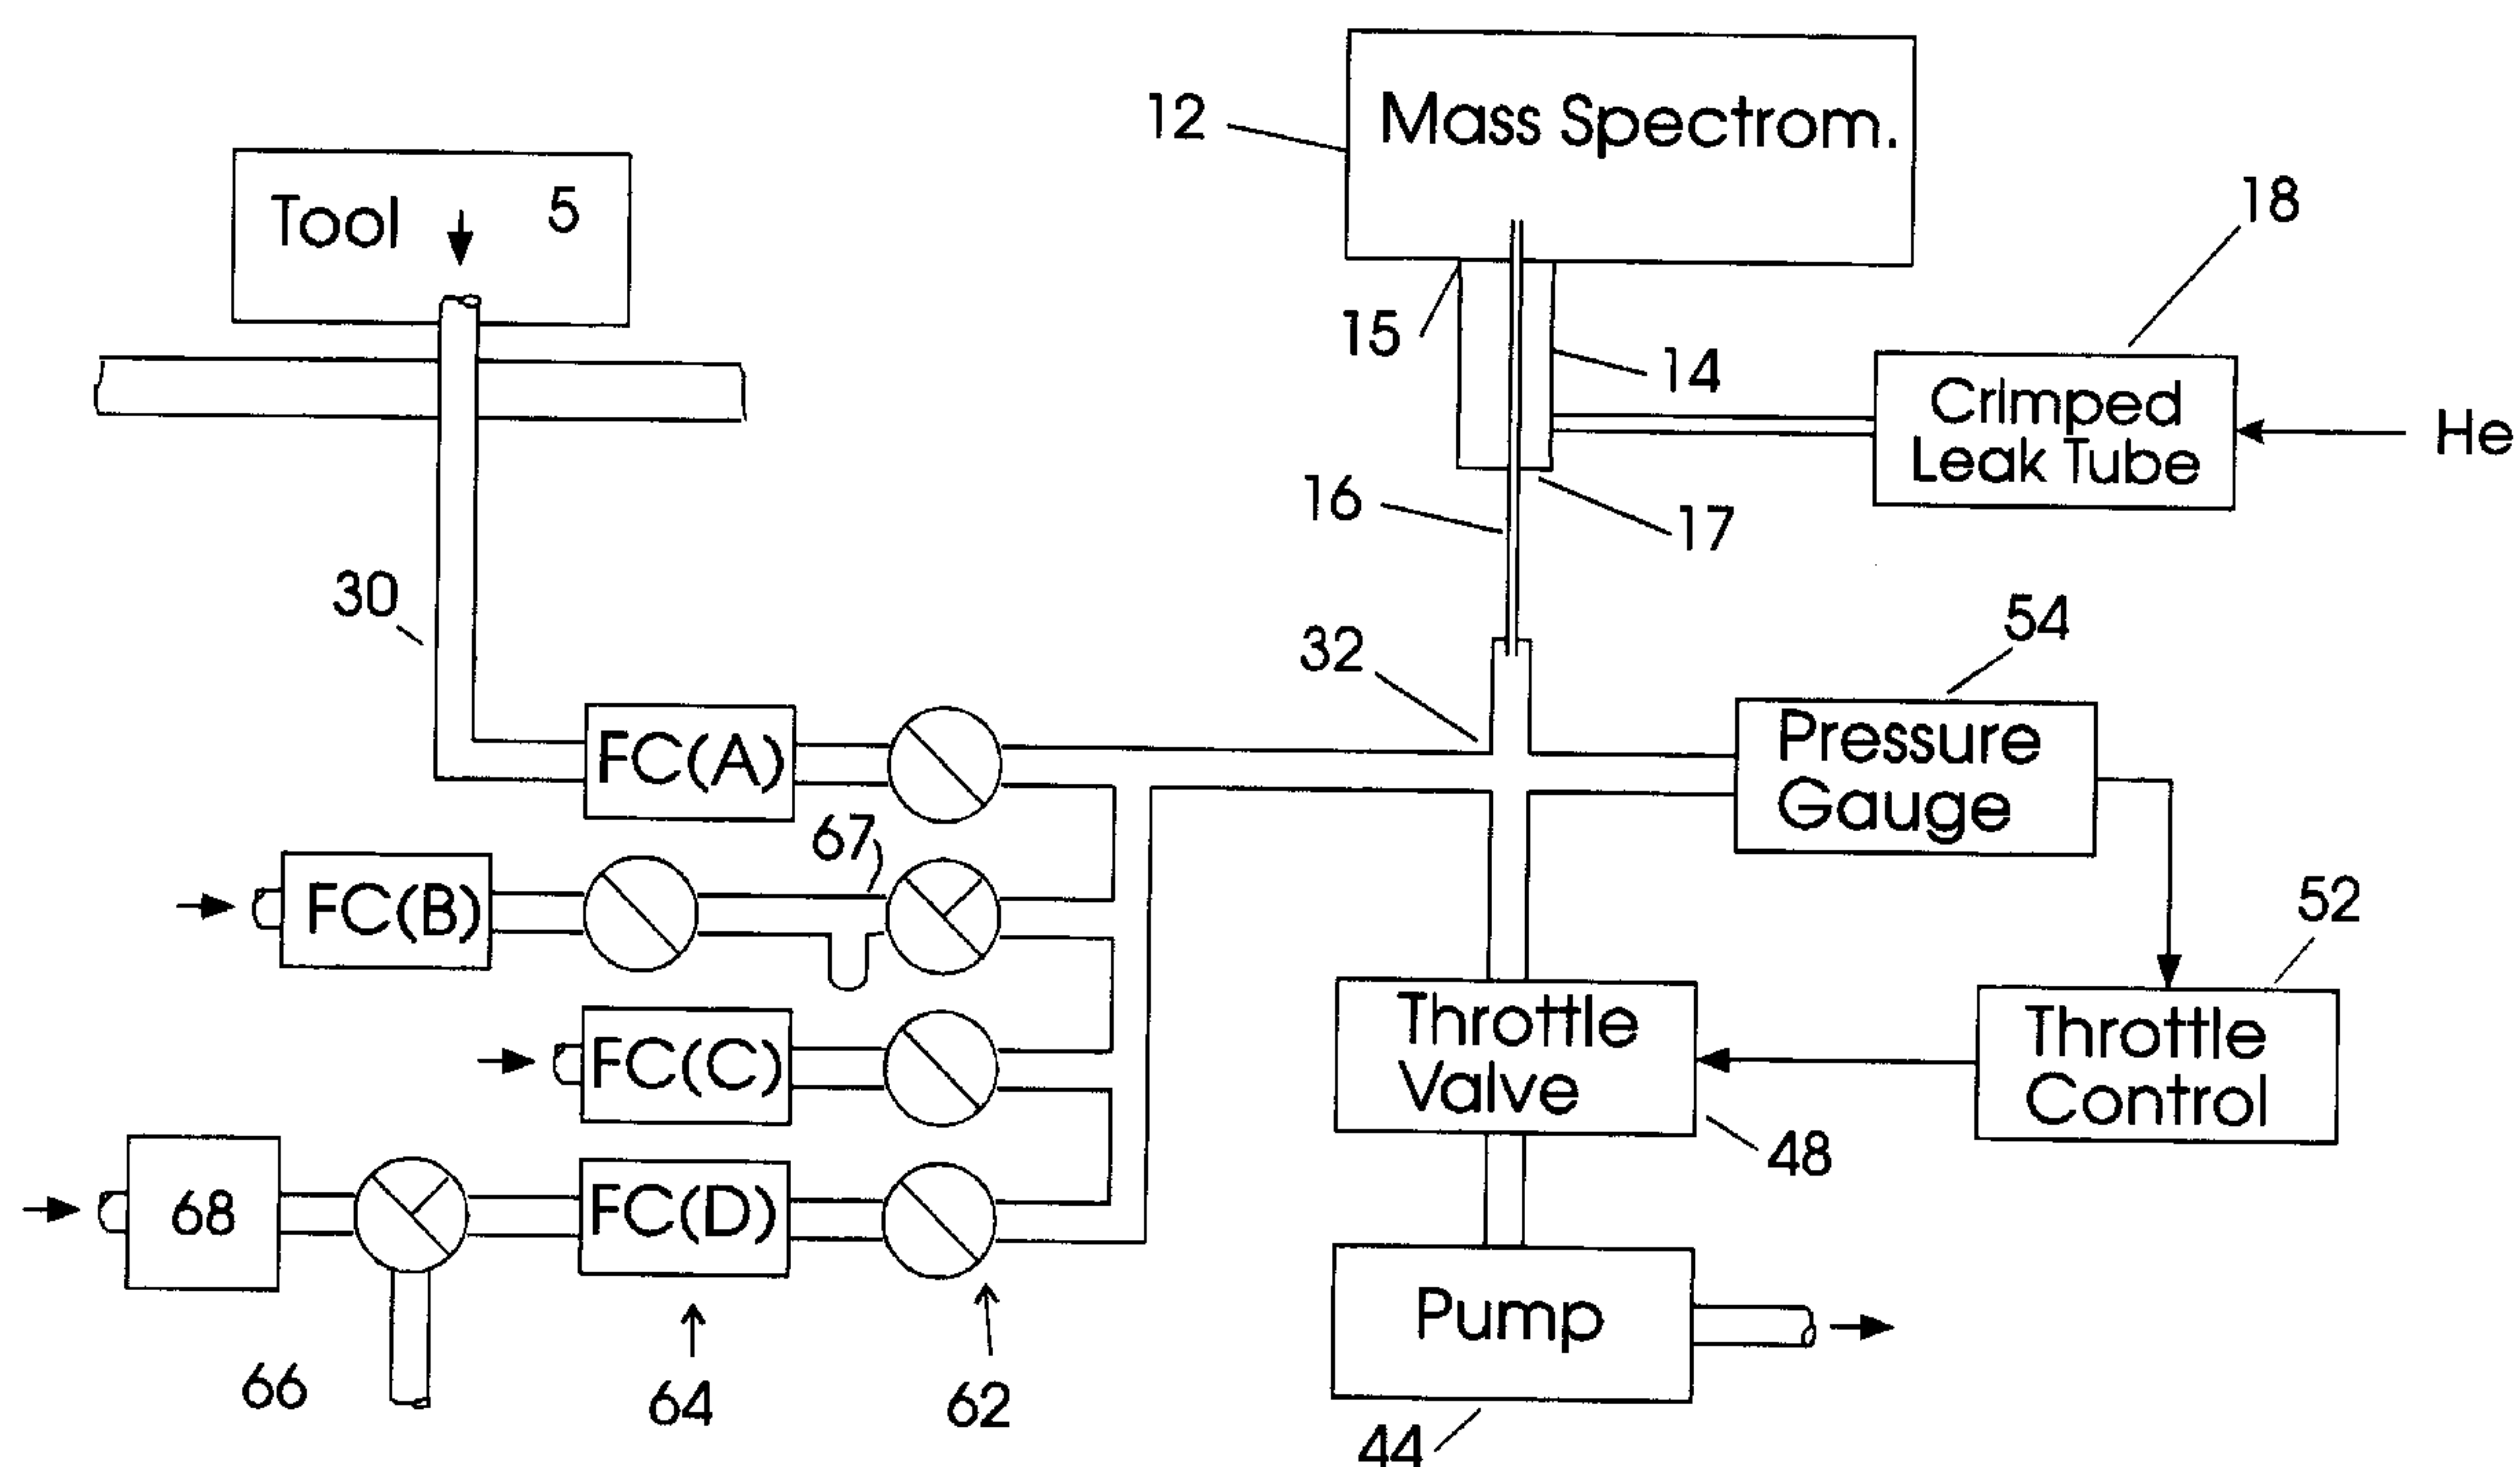 12
Mass Spectrom.
Tool
5
18
15
14
Crimped
Leak Tube
He
16
17
30
54
32
FC(A)
Pressure
Gauge
67
FC(B)
52
FC(C)
Throttle
Valve
Throttle
Control
48
68
FC(D)
Pump
66
64
62
44